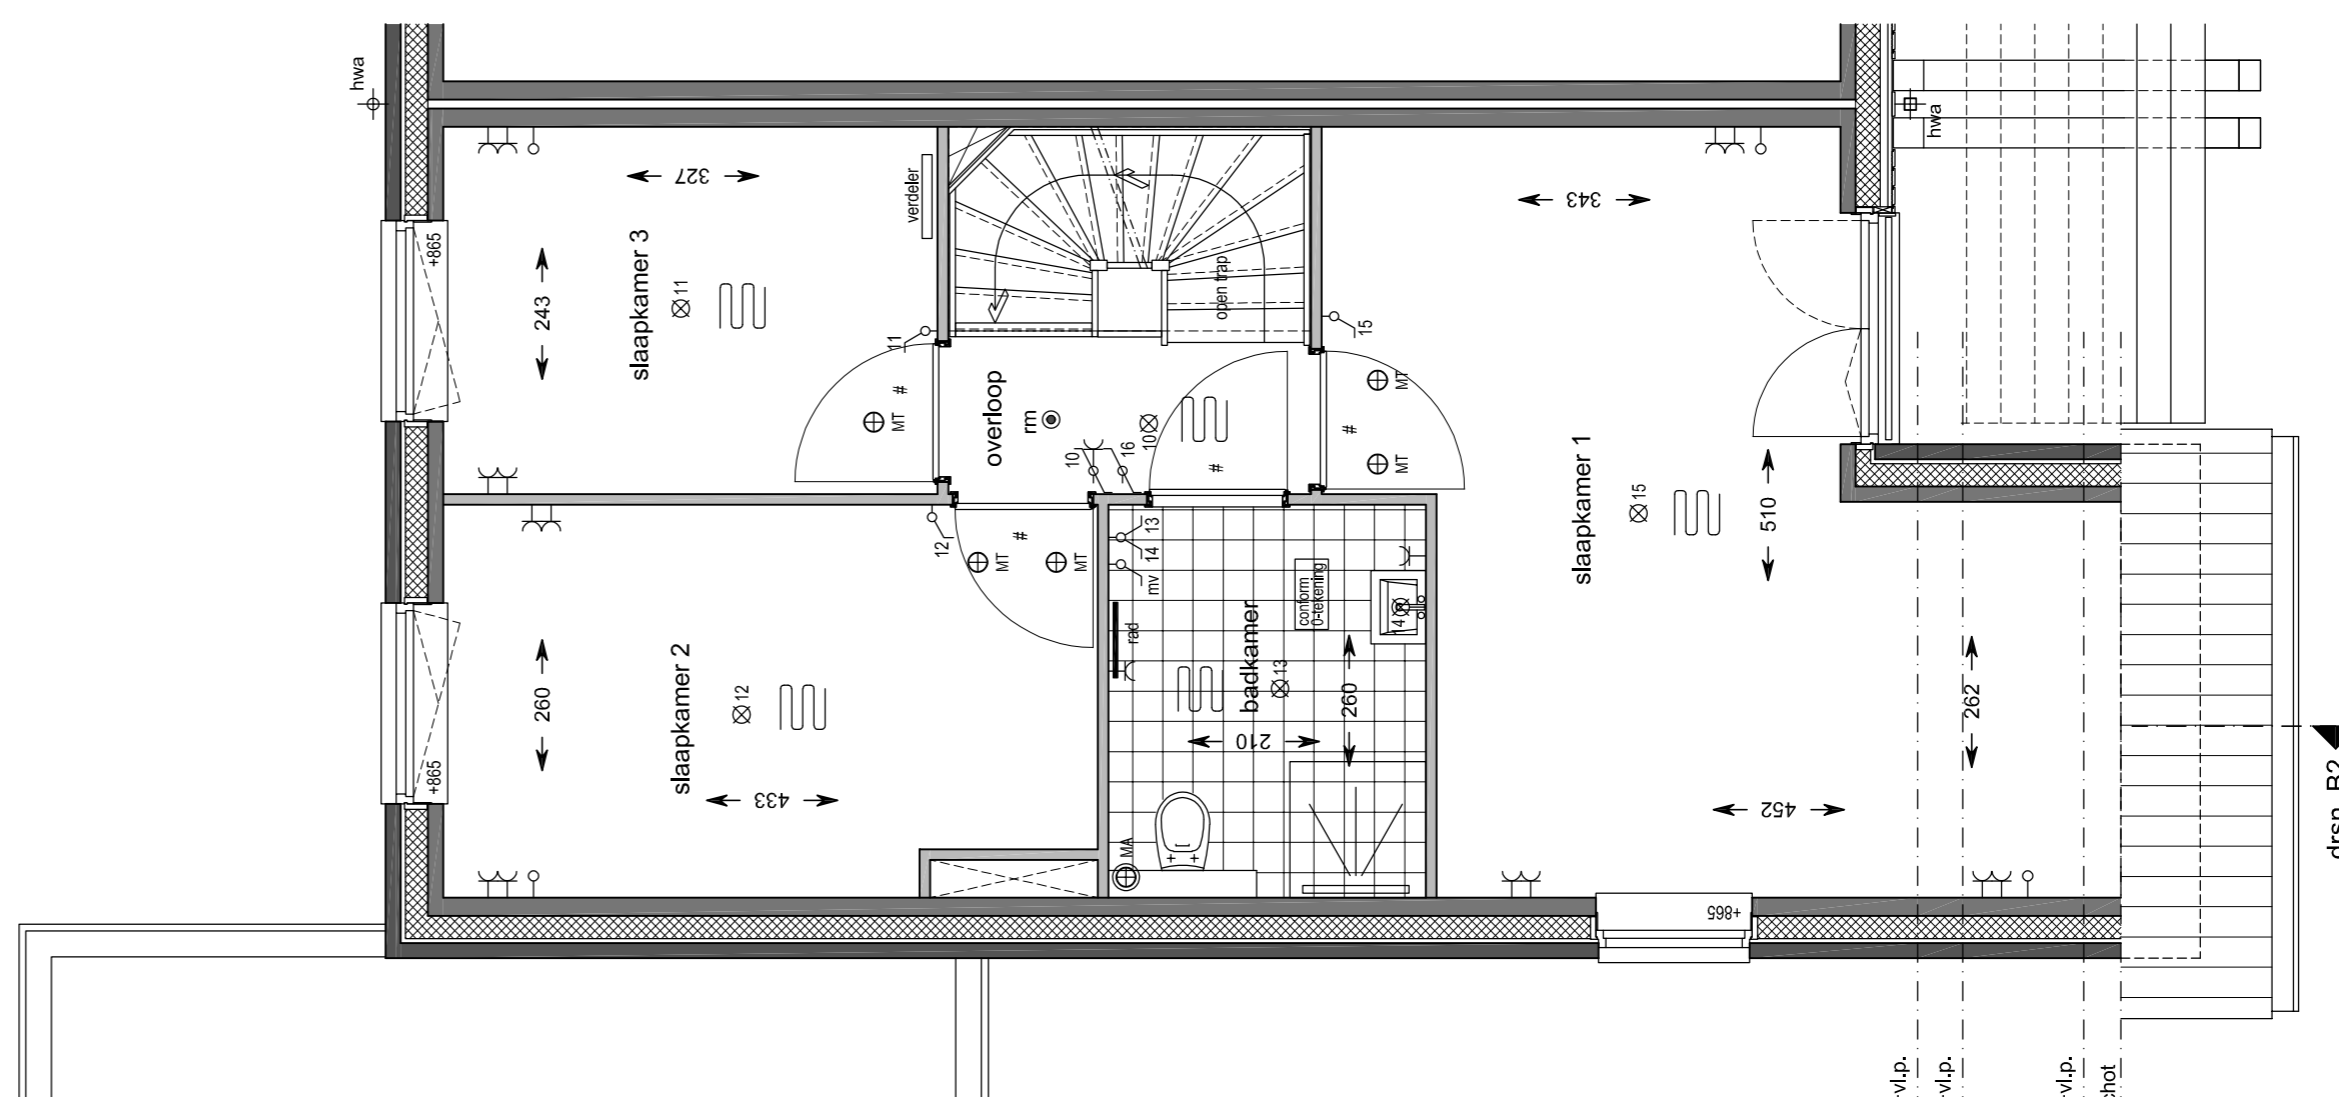 hwa
hwa
327
343
verdeler
+865
243
slaapkamer 3
11
open trap
11
15
#
MT
overloop
rm
10
16
10
#
MT
#
MT
slaapkamer 1
15
510
12
#
MT
MT
13
14
mv
conform
0-tekening
rad
14
badkamer
13
260
210
+865
260
slaapkamer 2
12
433
MA
262
452
+865
drsn. B2
vl.p.
vl.p.
vl.p.
chot